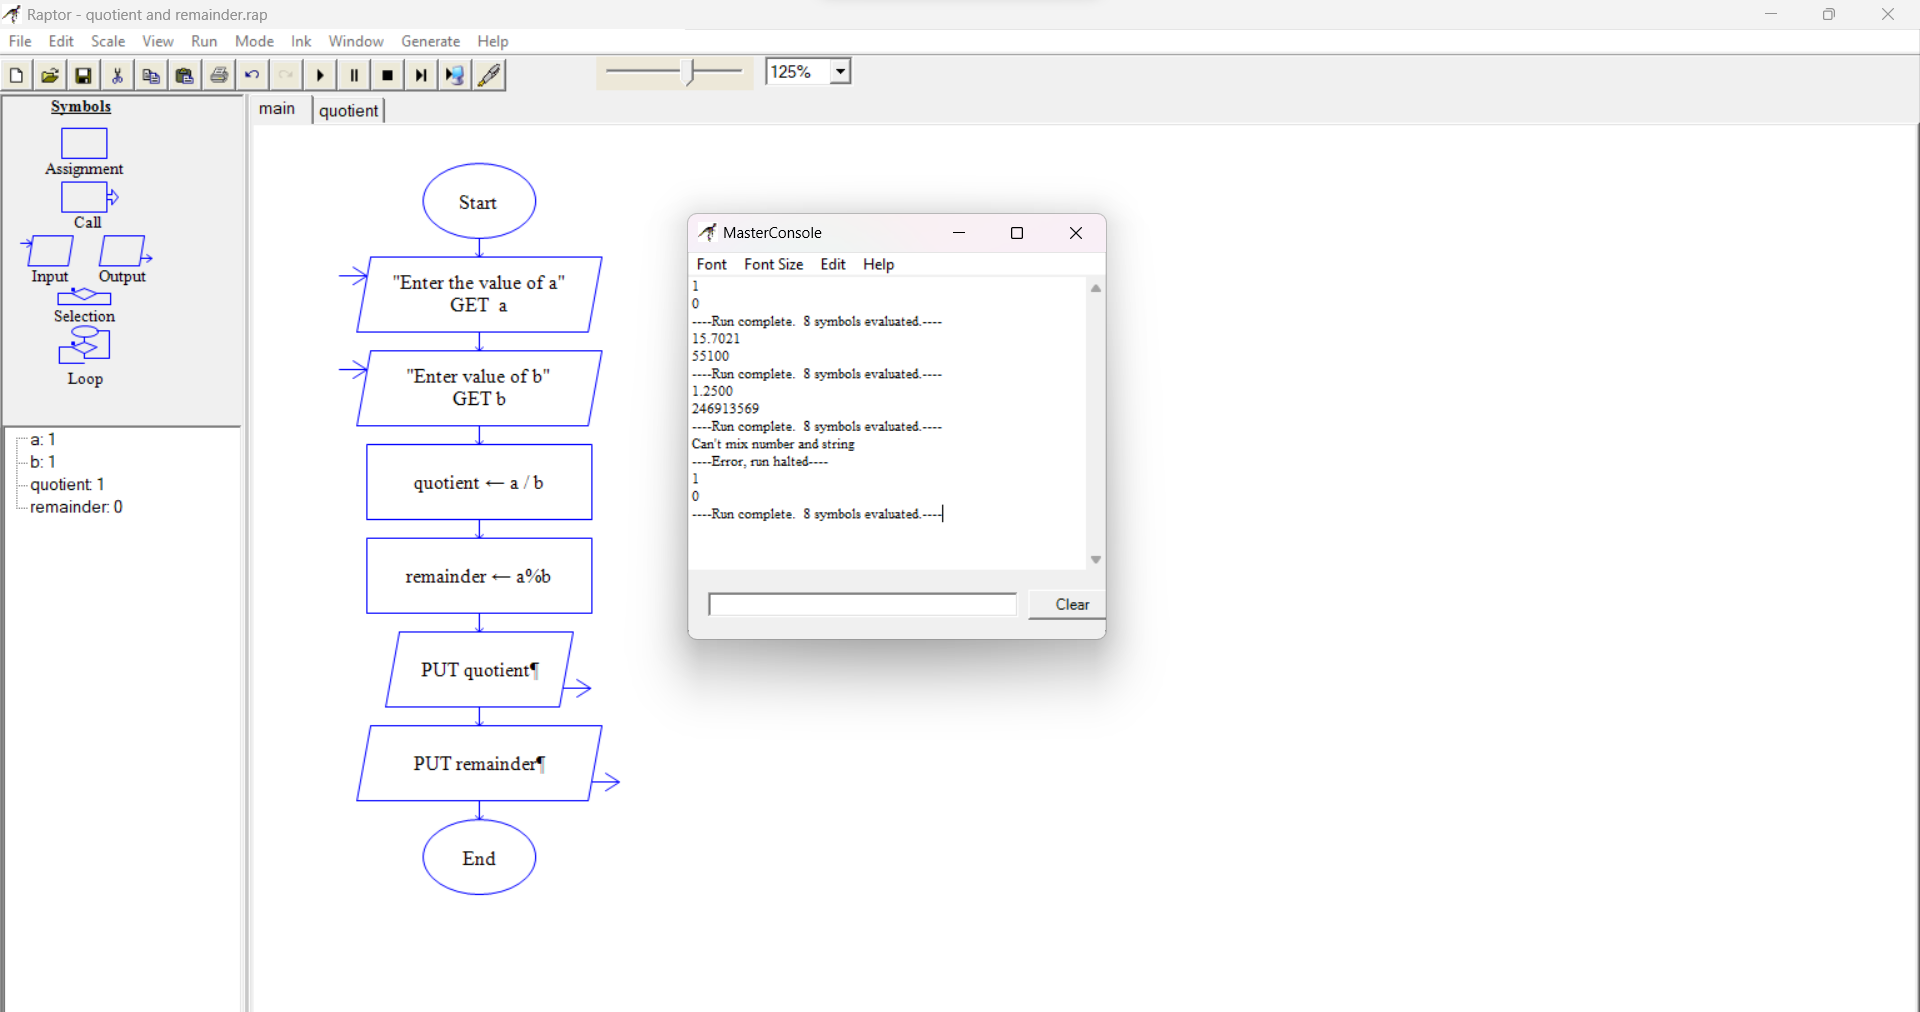 Raptor - quotient and remainder.rap
File Edit Scale View Run Mode Ink Window Generate Help
125%
Symbols
Assignment
Call
Input Output
Selection
Loop
a: 1
b: 1
quotient: 1
remainder: 0
main quotient
Start
"Enter the value of a"
GET a
"Enter value of b"
GET b
quotient ← a / b
remainder ← a%b
PUT quotient¶
PUT remainder¶
End
MasterConsole
Font Font Size Edit Help
1
0
----Run complete. 8 symbols evaluated.----
15.7021
55100
----Run complete. 8 symbols evaluated.----
1.2500
246913569
----Run complete. 8 symbols evaluated.----
Can't mix number and string
----Error, run halted----
1
0
----Run complete. 8 symbols evaluated.----
Clear